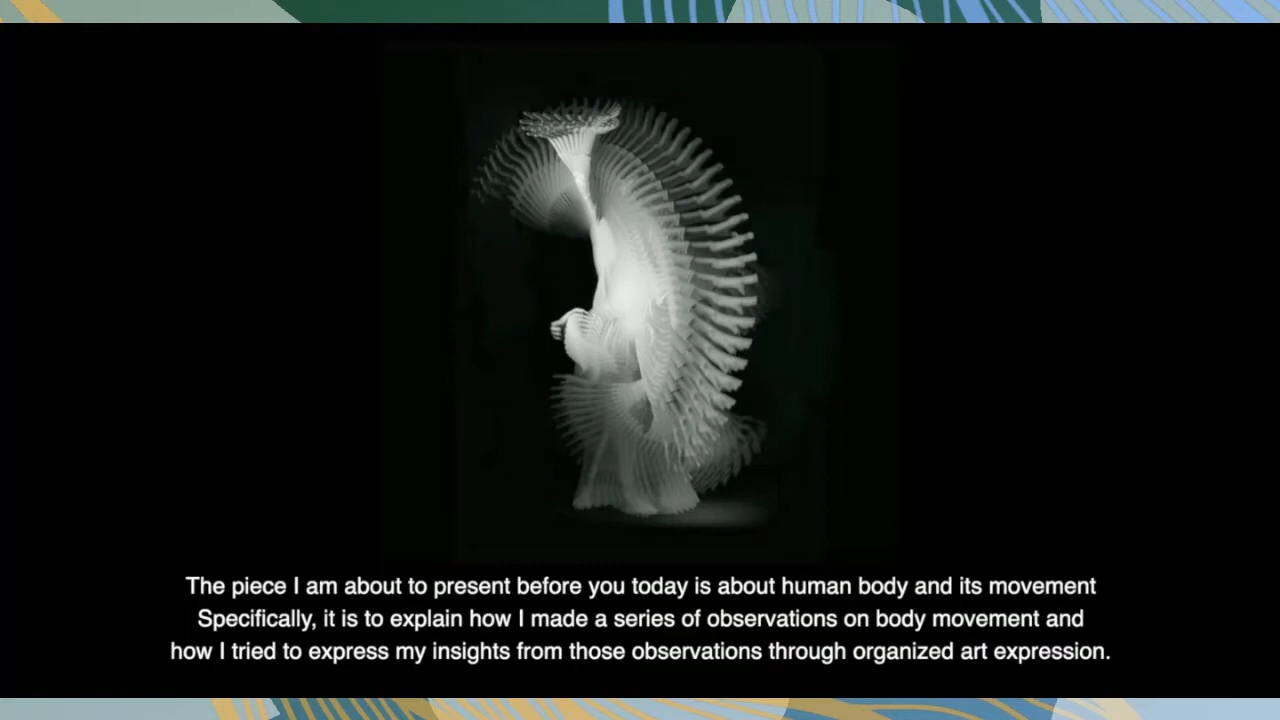 The piece I am about to present before you today is about human body and its movement
Specifically, it is to explain how I made a series of observations on body movement and
how I tried to express my insights from those observations through organized art expression.